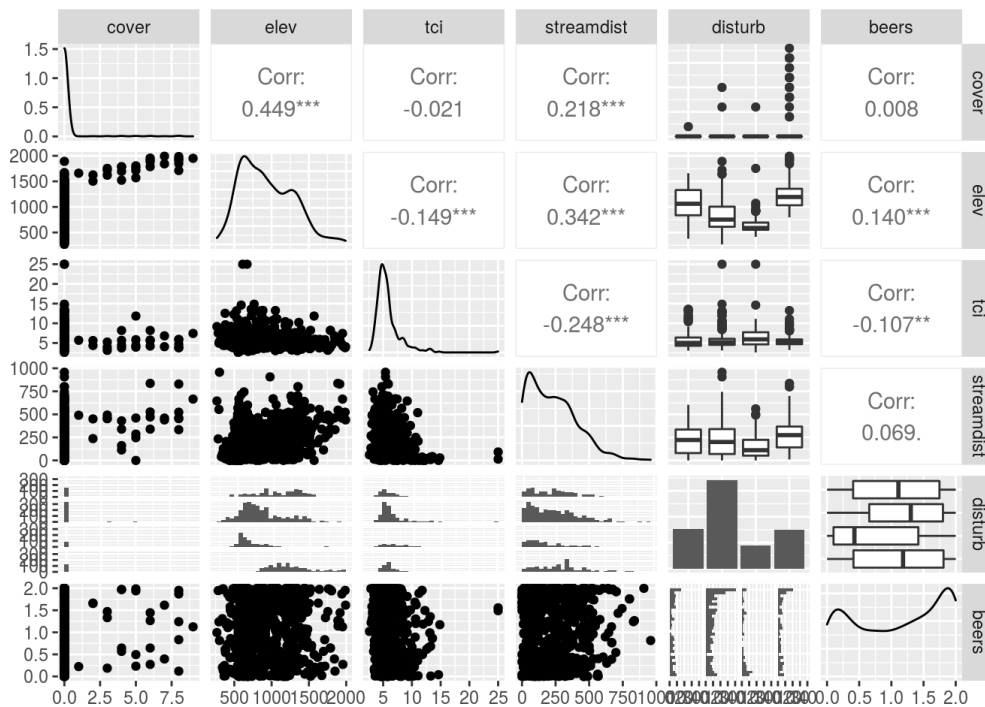 cover elev tci streamdist disturb beers
1.5
1.0
0.5
0.0
Corr:
0.449***
Corr:
-0.021
Corr:
0.218***
Corr:
0.008
cover
2000
1500
1000
500
Corr:
-0.149***
Corr:
0.342***
Corr:
0.140***
elev
25
20
15
10
5
Corr:
-0.248***
Corr:
-0.107**
tci
1000
750
500
250
0
Corr:
0.069.
streamdist
disturb
2.0
1.5
1.0
0.5
0.0
beers
0.0 2.5 5.0 7.5
500 1000 1500 2000
5 10 15 20 25
0 250 500 750 1000
0.0 0.5 1.0 1.5 2.0